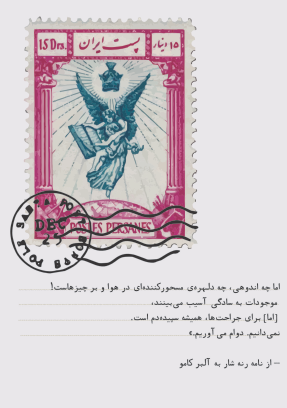 15 Drs.
پست ایران
۱۵ دینار
POSTES PERSANES
DEC
25
اما چه اندوهی، چه دلهره‌ی مسحورکننده‌ای در هوا و بر چیزهاست!
موجودات به سادگی آسیب می‌بینند،
[اما] برای جراحت‌ها، همیشه سپیده‌دم است.
نمی‌دانیم. دوام می آوریم.»
– از نامه رنه شار به آلبر کامو